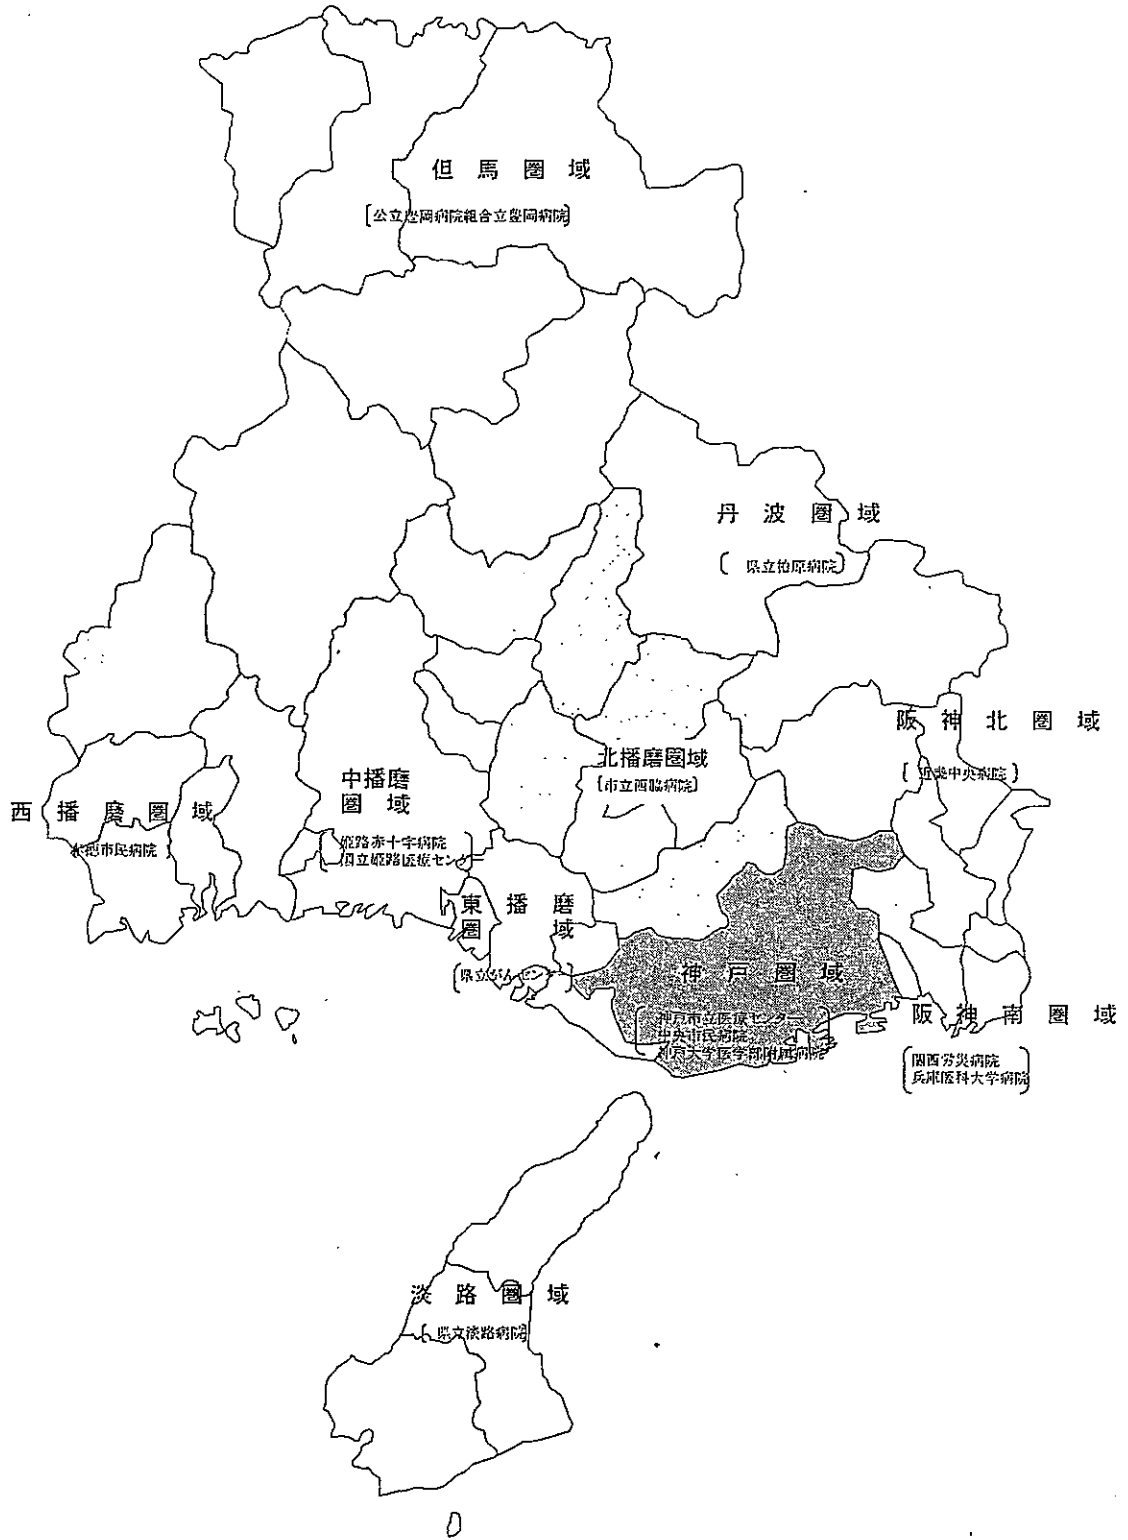 但馬圏域
公立豊岡病院組合立豊岡病院
丹波圏域
県立柏原病院
阪神北圏域
近畿中央病院
北播磨圏域
市立西脇病院
中播磨
圏域
姫路赤十字病院
国立姫路医療センター
西播磨圏域
市民病院
東播磨
圏域
県立がんセンター
神戸圏域
神戸市立医療センター
中央市民病院
神戸大学医学部附属病院
阪神南圏域
関西労災病院
兵庫医科大学病院
淡路圏域
県立淡路病院